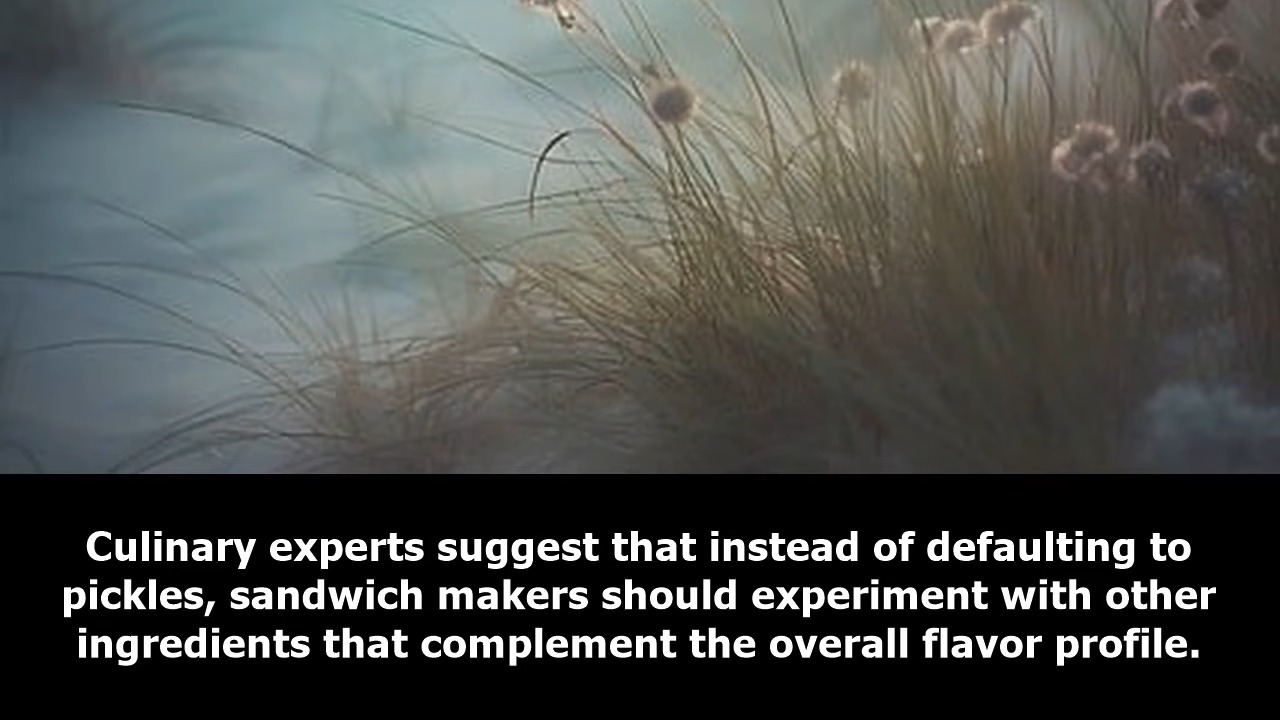 Culinary experts suggest that instead of defaulting to
pickles, sandwich makers should experiment with other
ingredients that complement the overall flavor profile.